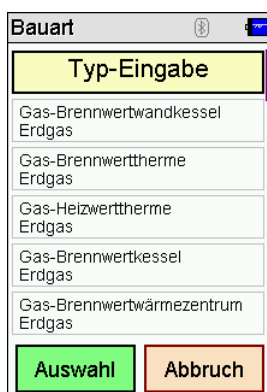 Bauart
Typ-Eingabe
Gas-Brennwertwandkessel
Erdgas
Gas-Brennwerttherme
Erdgas
Gas-Heizwerttherme
Erdgas
Gas-Brennwertkessel
Erdgas
Gas-Brennwertwärmezentrum
Erdgas
Auswahl
Abbruch